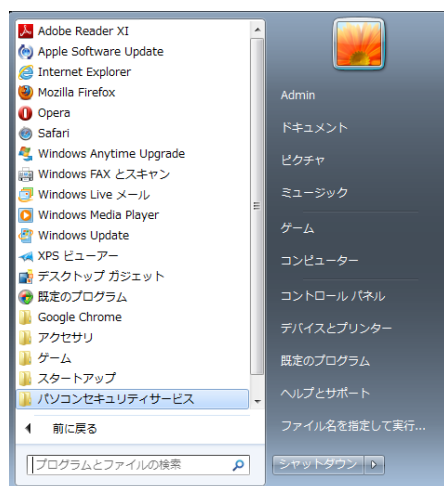 Adobe Reader XI
Apple Software Update
Internet Explorer
Mozilla Firefox
Opera
Safari
Windows Anytime Upgrade
Windows FAX とスキャン
Windows Live メール
Windows Media Player
Windows Update
XPS ビューアー
デスクトップ ガジェット
既定のプログラム
Google Chrome
アクセサリ
ゲーム
スタートアップ
パソコンセキュリティサービス
前に戻る
プログラムとファイルの検索
Admin
ドキュメント
ピクチャ
ミュージック
ゲーム
コンピューター
コントロール パネル
デバイスとプリンター
既定のプログラム
ヘルプとサポート
ファイル名を指定して実行...
シャットダウン